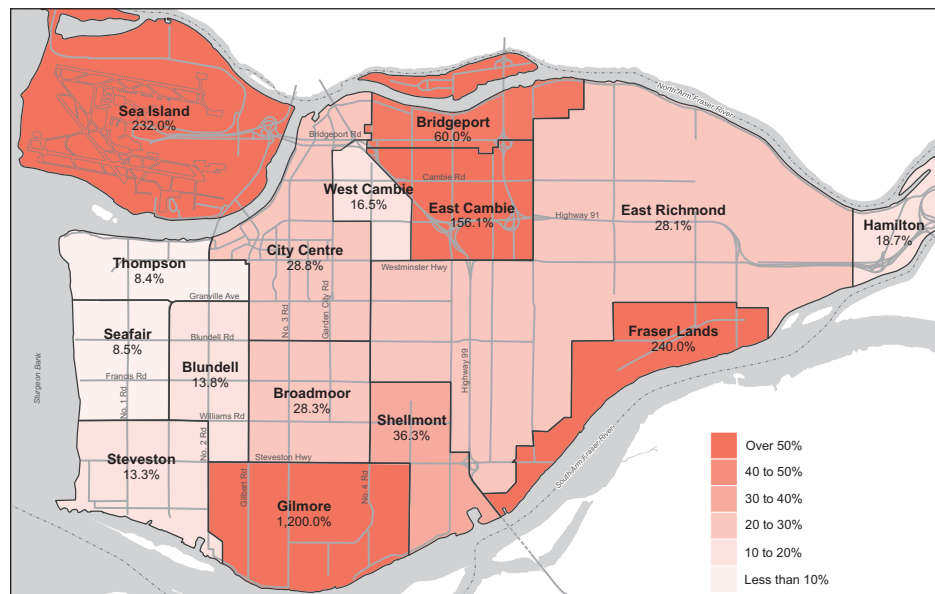 North Arm Fraser River
Sea Island
232.0%
Bridgeport
60.0%
Bridgeport Rd
Cambie Rd
West Cambie
16.5%
East Cambie
156.1%
Highway 91
East Richmond
28.1%
Hamilton
18.7%
City Centre
28.8%
Thompson
8.4%
Westminster Hwy
Granville Ave
No. 3 Rd
Garden City Rd
Seafair
8.5%
Blundell Rd
Blundell
13.8%
Fraser Lands
240.0%
Sturgeon Bank
Highway 99
Francis Rd
No. 1 Rd
Broadmoor
28.3%
Williams Rd
Shellmont
36.3%
No. 2 Rd
Steveston
13.3%
Steveston Hwy
South Arm Fraser River
Gilbert Rd
No. 4 Rd
Gilmore
1,200.0%
Over 50%
40 to 50%
30 to 40%
20 to 30%
10 to 20%
Less than 10%